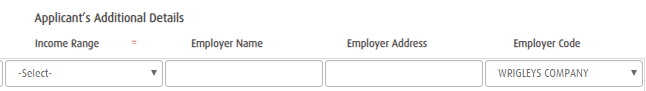 Applicant's Additional Details
Income Range * Employer Name Employer Address Employer Code
-Select- WRIGLEYS COMPANY